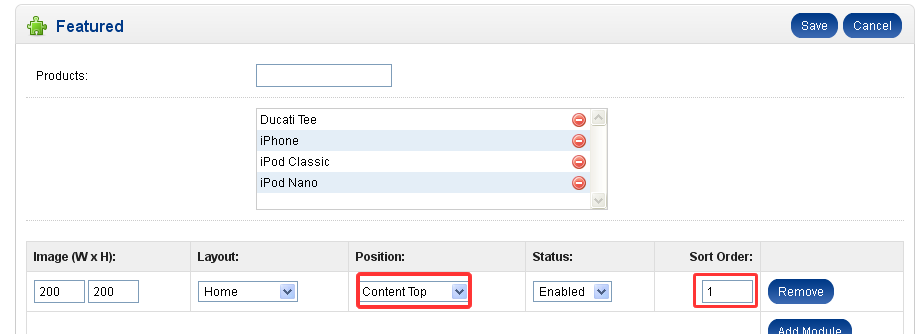 Featured Save Cancel
Products:
Ducati Tee
iPhone
iPod Classic
iPod Nano
Image (W x H): Layout: Position: Status: Sort Order:
200 200 Home Content Top Enabled 1 Remove
Add Module